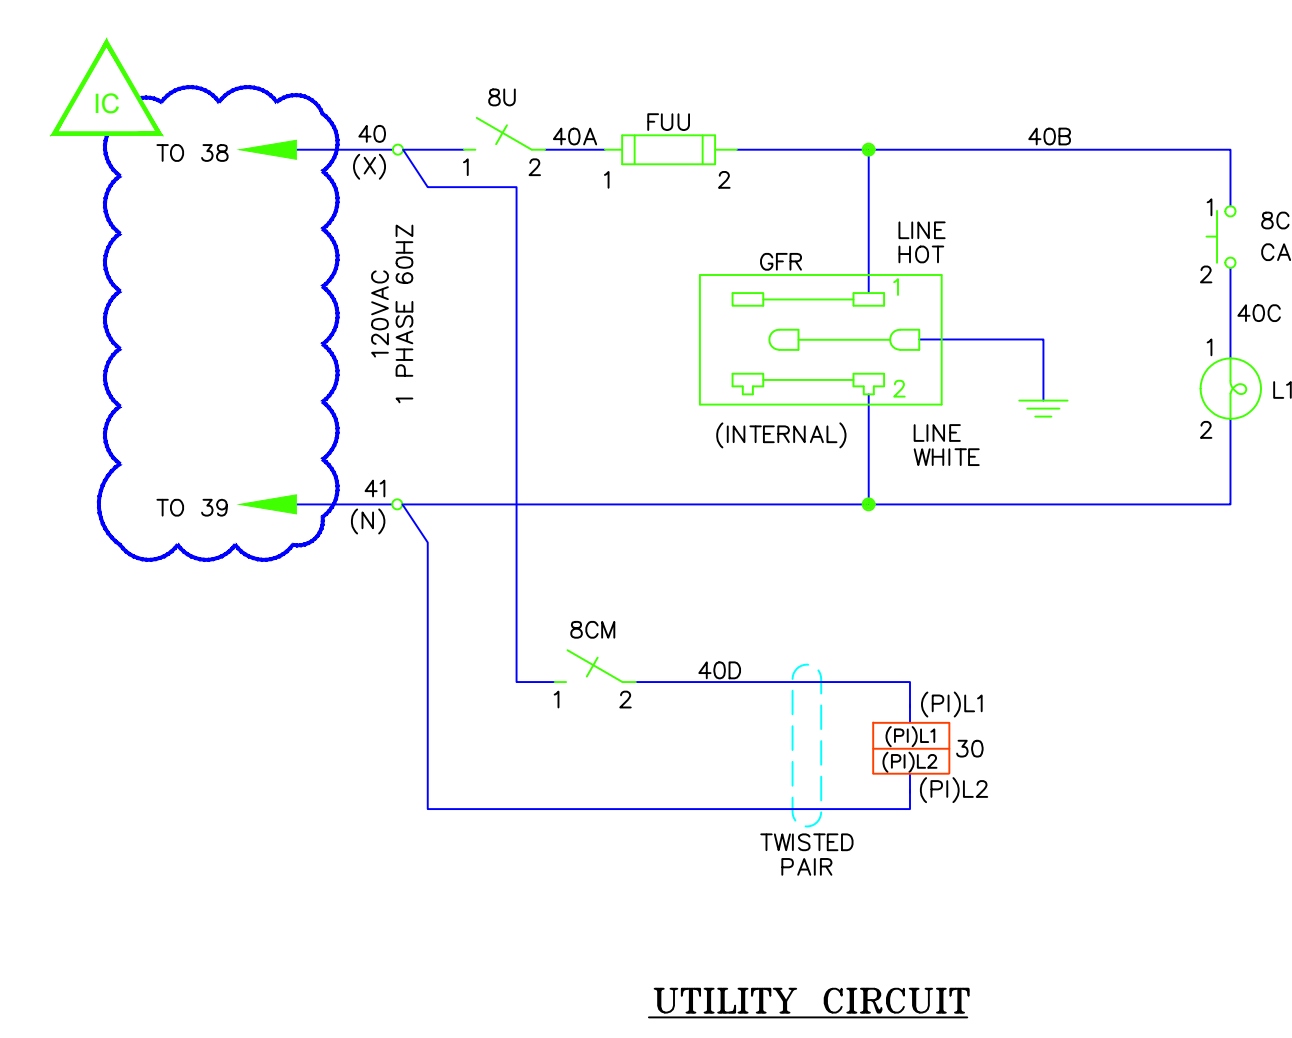 IC
8U
TO 38
40
(X)
1
2
40A
FUU
1
2
40B
120VAC
1 PHASE 60HZ
LINE
HOT
GFR
1
2
(INTERNAL)
LINE
WHITE
1
2
8C
CA
40C
1
2
L1
TO 39
41
(N)
8CM
1
2
40D
(PI)L1
(PI)L1
(PI)L2
30
(PI)L2
TWISTED
PAIR
UTILITY CIRCUIT